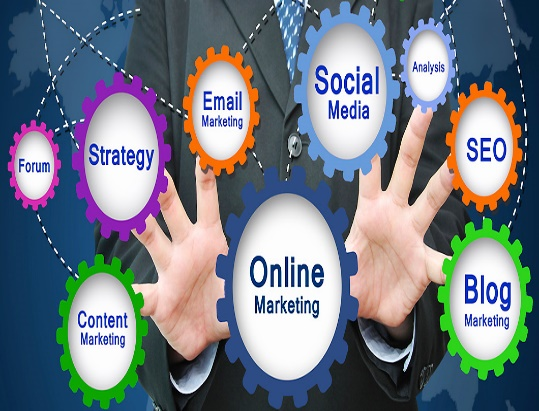 Social
Media
Analysis
Email
Marketing
Strategy
SEO
Forum
Online
Marketing
Blog
Marketing
Content
Marketing